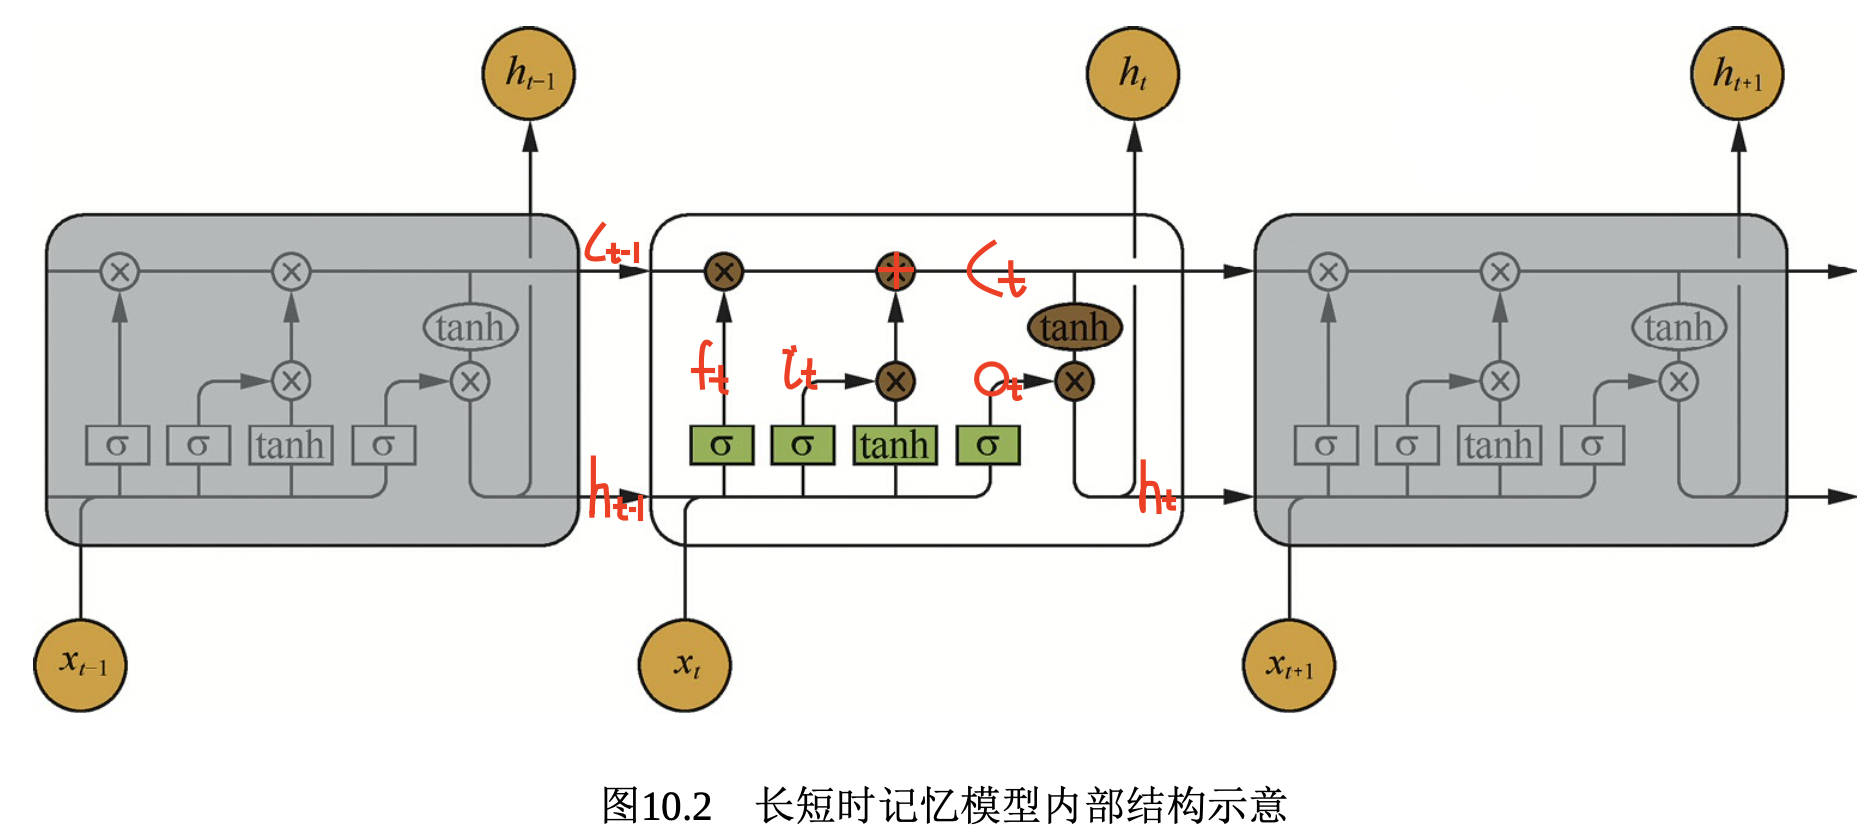 h_{t-1} h_t h_{t+1}
C_{t-1}
× × × + C_t × ×
tanh tanh tanh
f_t i_t o_t
× × × × × ×
σ σ tanh σ σ σ tanh σ σ σ tanh σ
h_{t-1} h_t
x_{t-1} x_t x_{t+1}
图10.2 长短时记忆模型内部结构示意